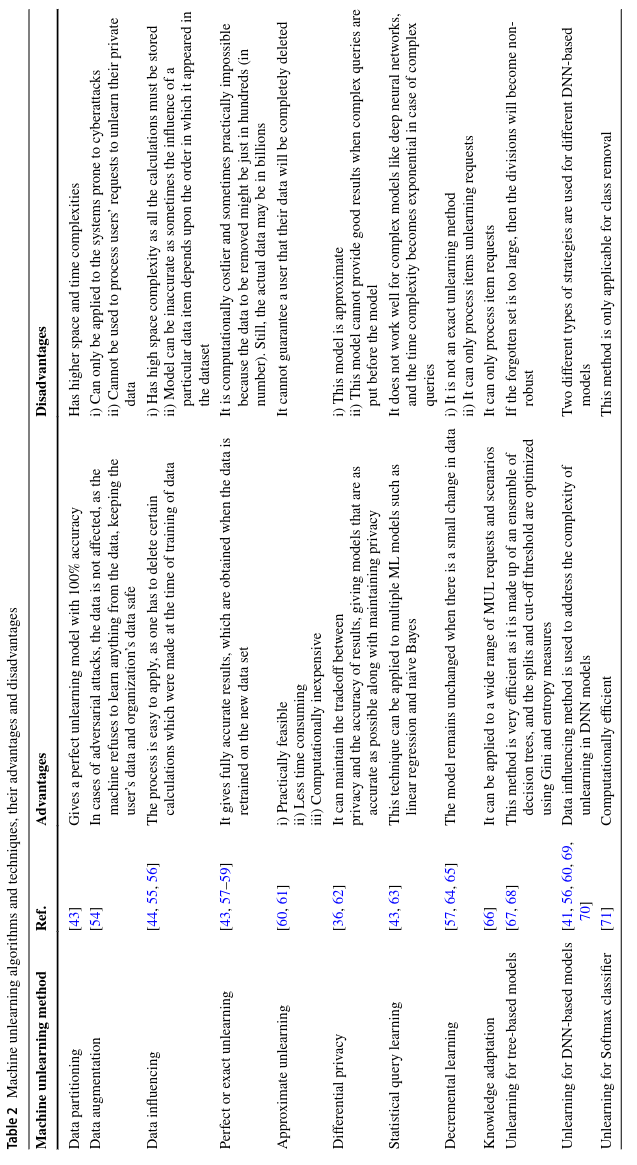 Table 2 Machine unlearning algorithms and techniques, their advantages and disadvantages
Machine unlearning method Ref. Advantages Disadvantages
Data partitioning [43] Gives a perfect unlearning model with 100% accuracy Has higher space and time complexities
Data augmentation [54] In cases of adversarial attacks, the data is not affected, as the i) Can only be applied to the systems prone to cyberattacks
machine refuses to learn anything from the data, keeping the ii) Cannot be used to process users' requests to unlearn their private
user's data and organization's data safe data
Data influencing [44, 55, 56] The process is easy to apply, as one has to delete certain i) Has high space complexity as all the calculations must be stored
calculations which were made at the time of training of data ii) Model can be inaccurate as sometimes the influence of a
particular data item depends upon the order in which it appeared in
the dataset
Perfect or exact unlearning [43, 57–59] It gives fully accurate results, which are obtained when the data is It is computationally costlier and sometimes practically impossible
retrained on the new data set because the data to be removed might be just in hundreds (in
number). Still, the actual data may be in billions
Approximate unlearning [60, 61] i) Practically feasible It cannot guarantee a user that their data will be completely deleted
ii) Less time consuming
iii) Computationally inexpensive
Differential privacy [36, 62] It can maintain the tradeoff between i) This model is approximate
privacy and the accuracy of results, giving models that are as ii) This model cannot provide good results when complex queries are
accurate as possible along with maintaining privacy put before the model
Statistical query learning [43, 63] This technique can be applied to multiple ML models such as It does not work well for complex models like deep neural networks,
linear regression and naive Bayes and the time complexity becomes exponential in case of complex
queries
Decremental learning [57, 64, 65] The model remains unchanged when there is a small change in data i) It is not an exact unlearning method
ii) It can only process items unlearning requests
Knowledge adaptation [66] It can be applied to a wide range of MUL requests and scenarios It can only process item requests
Unlearning for tree-based models [67, 68] This method is very efficient as it is made up of an ensemble of If the forgotten set is too large, then the divisions will become non-
decision trees, and the splits and cut-off threshold are optimized robust
using Gini and entropy measures
Unlearning for DNN-based models [41, 56, 60, 69, Data influencing method is used to address the complexity of Two different types of strategies are used for different DNN-based
70] unlearning in DNN models models
Unlearning for Softmax classifier [71] Computationally efficient This method is only applicable for class removal